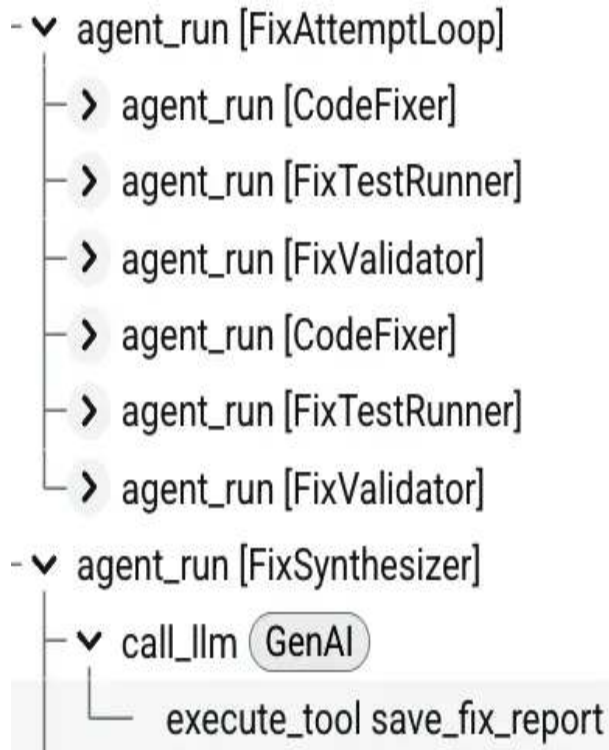 agent_run [FixAttemptLoop]
agent_run [CodeFixer]
agent_run [FixTestRunner]
agent_run [FixValidator]
agent_run [CodeFixer]
agent_run [FixTestRunner]
agent_run [FixValidator]
agent_run [FixSynthesizer]
call_llm GenAI
execute_tool save_fix_report